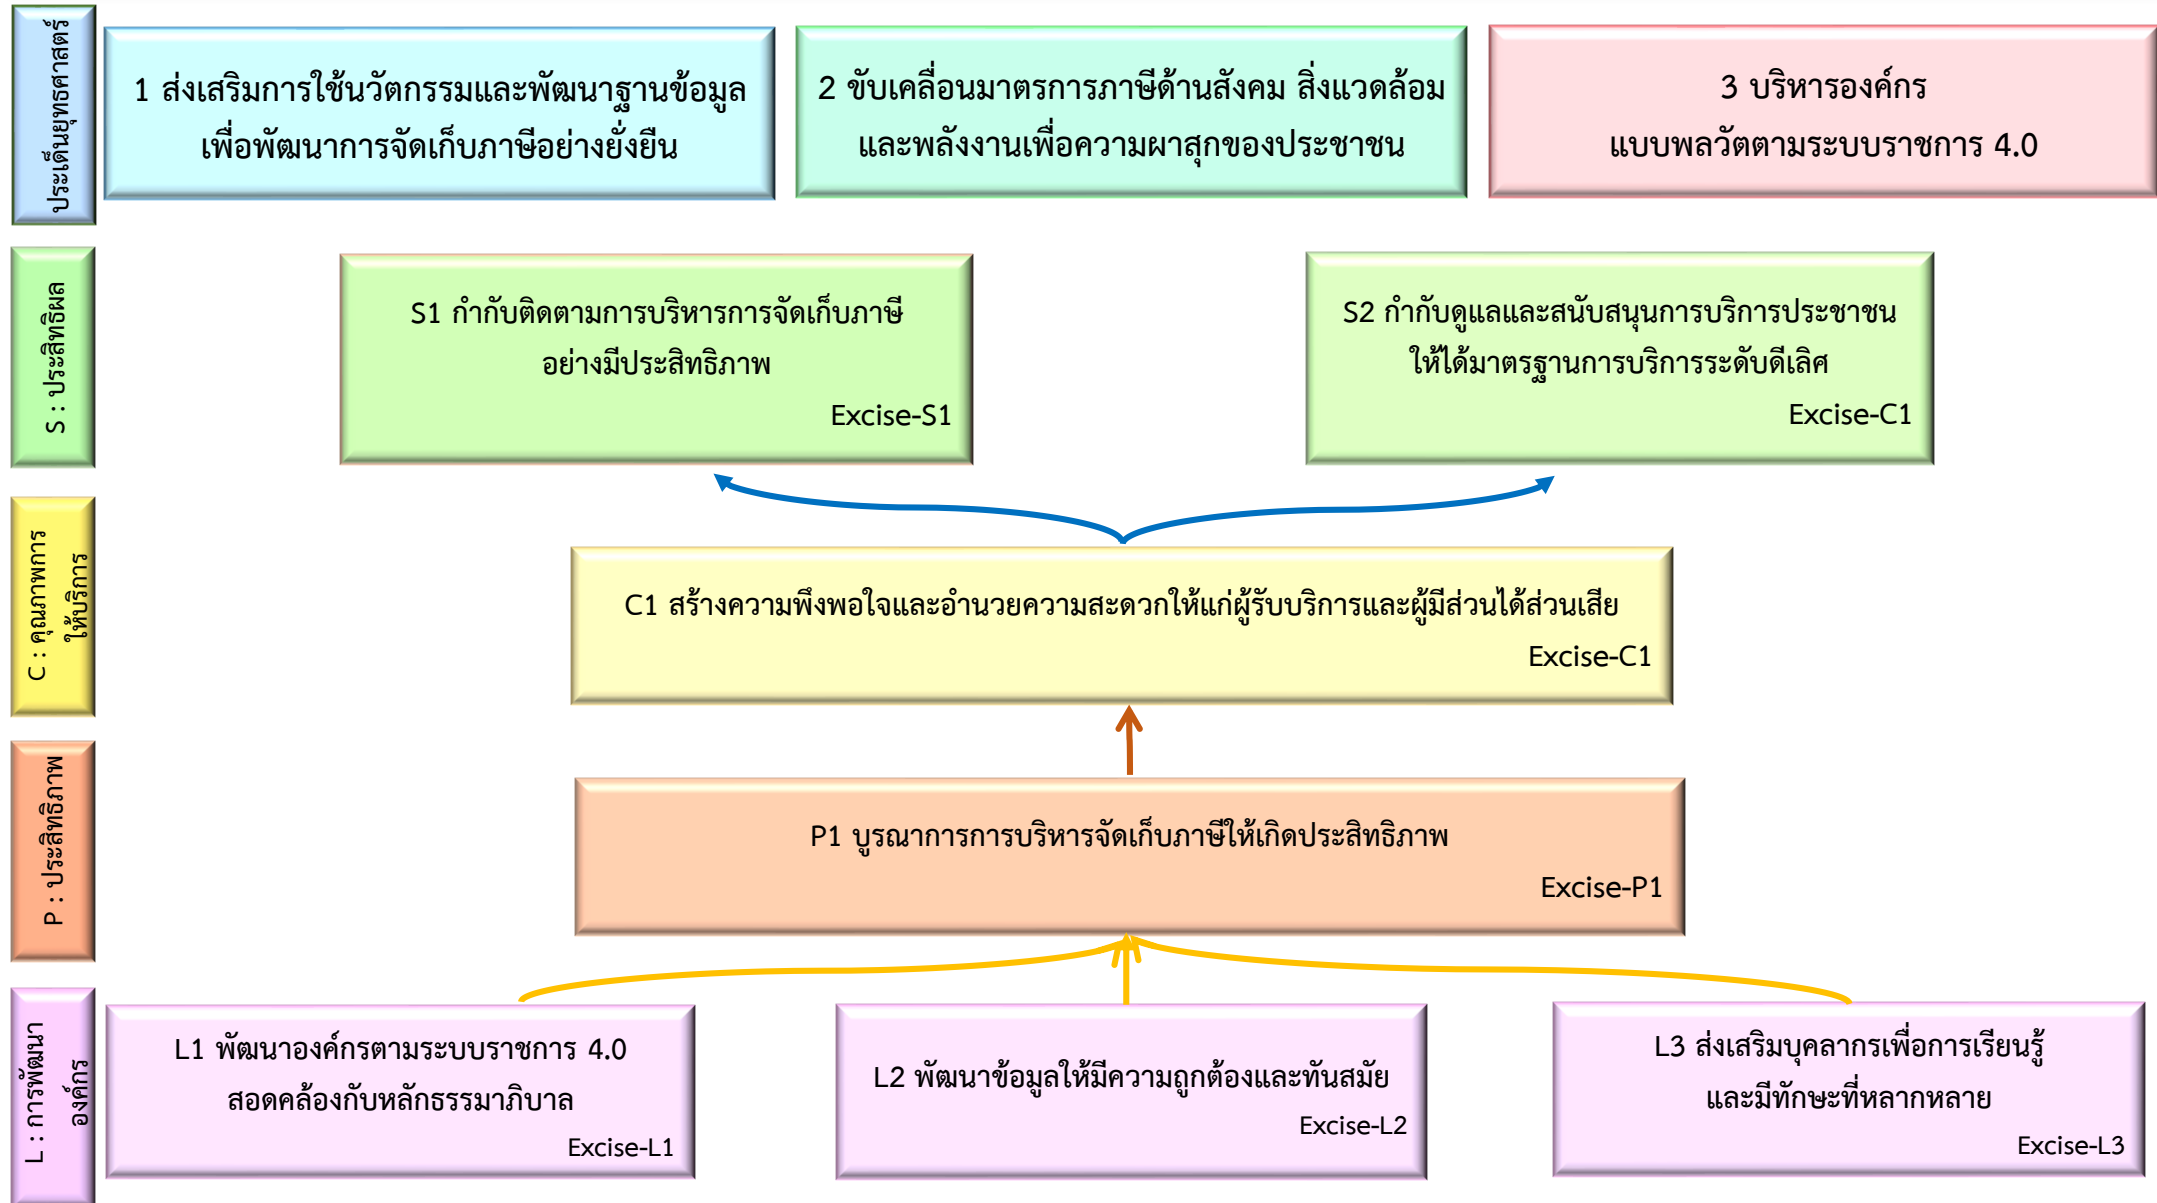 ประเด็นยุทธศาสตร์
1 ส่งเสริมการใช้นวัตกรรมและพัฒนาฐานข้อมูล
เพื่อพัฒนาการจัดเก็บภาษีอย่างยั่งยืน
2 ขับเคลื่อนมาตรการภาษีด้านสังคม สิ่งแวดล้อม
และพลังงานเพื่อความผาสุกของประชาชน
3 บริหารองค์กร
แบบพลวัตตามระบบราชการ 4.0
S : ประสิทธิผล
S1 กำกับติดตามการบริหารการจัดเก็บภาษี
อย่างมีประสิทธิภาพ
Excise-S1
S2 กำกับดูแลและสนับสนุนการบริการประชาชน
ให้ได้มาตรฐานการบริการระดับดีเลิศ
Excise-C1
C : คุณภาพการ
ให้บริการ
C1 สร้างความพึงพอใจและอำนวยความสะดวกให้แก่ผู้รับบริการและผู้มีส่วนได้ส่วนเสีย
Excise-C1
P : ประสิทธิภาพ
P1 บูรณาการการบริหารจัดเก็บภาษีให้เกิดประสิทธิภาพ
Excise-P1
L : การพัฒนา
องค์กร
L1 พัฒนาองค์กรตามระบบราชการ 4.0
สอดคล้องกับหลักธรรมาภิบาล
Excise-L1
L2 พัฒนาข้อมูลให้มีความถูกต้องและทันสมัย
Excise-L2
L3 ส่งเสริมบุคลากรเพื่อการเรียนรู้
และมีทักษะที่หลากหลาย
Excise-L3